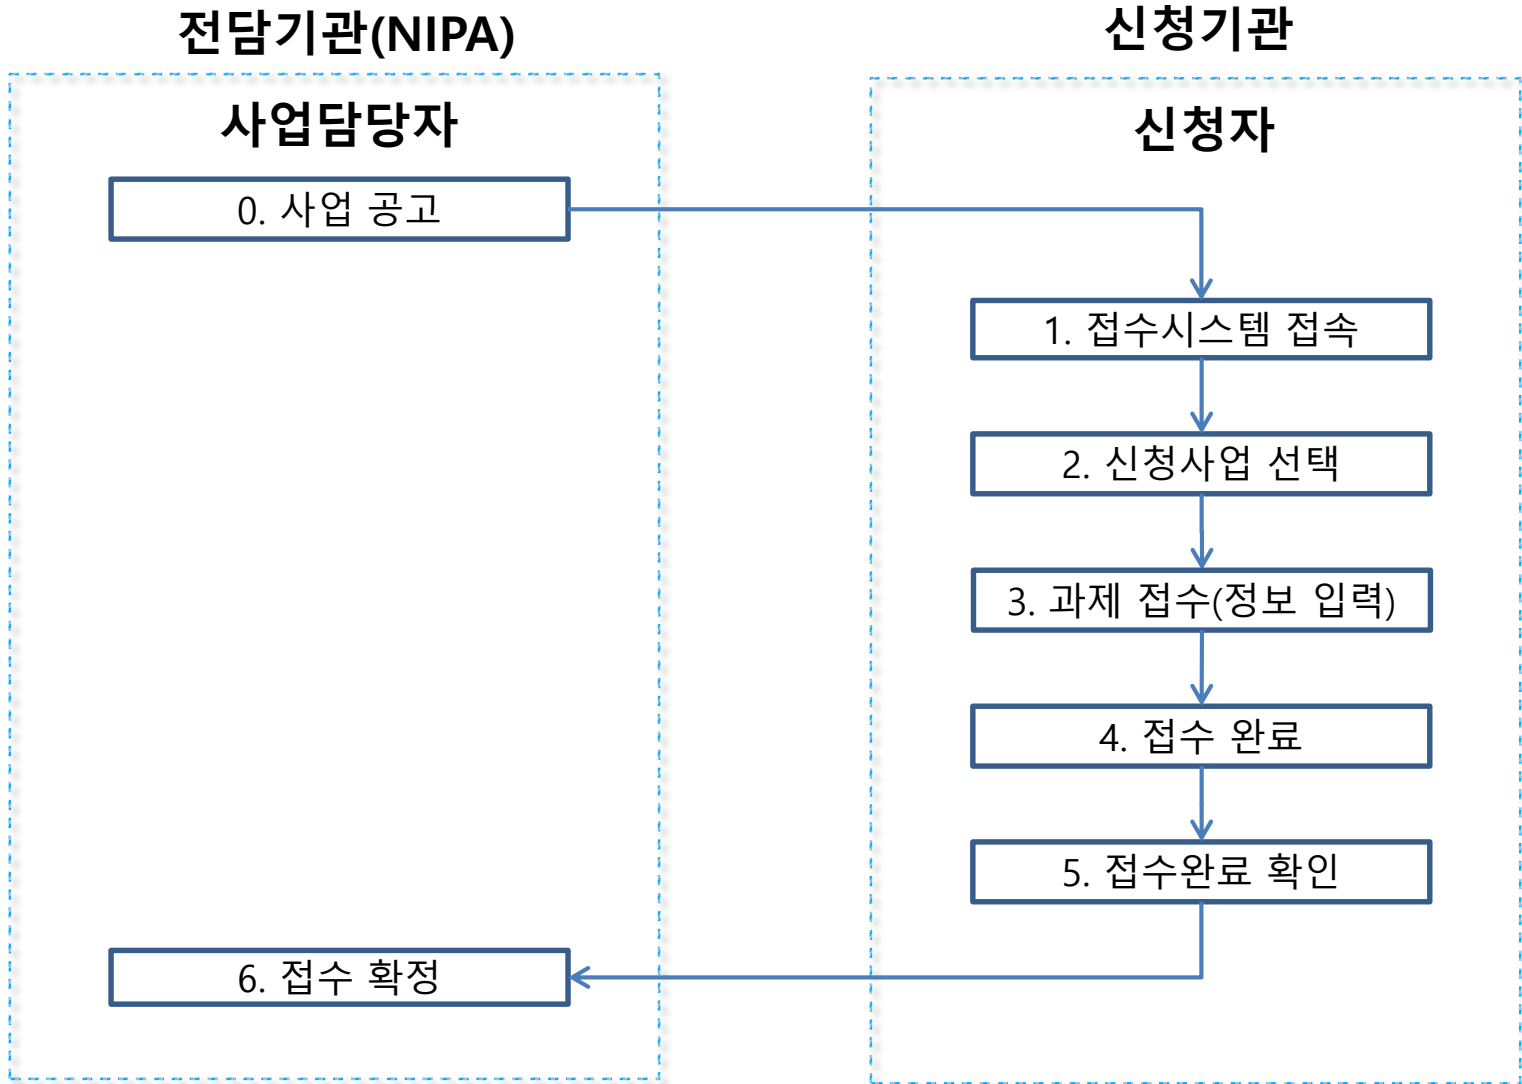 전담기관(NIPA)
신청기관
사업담당자
신청자
0. 사업 공고
1. 접수시스템 접속
2. 신청사업 선택
3. 과제 접수(정보 입력)
4. 접수 완료
5. 접수완료 확인
6. 접수 확정